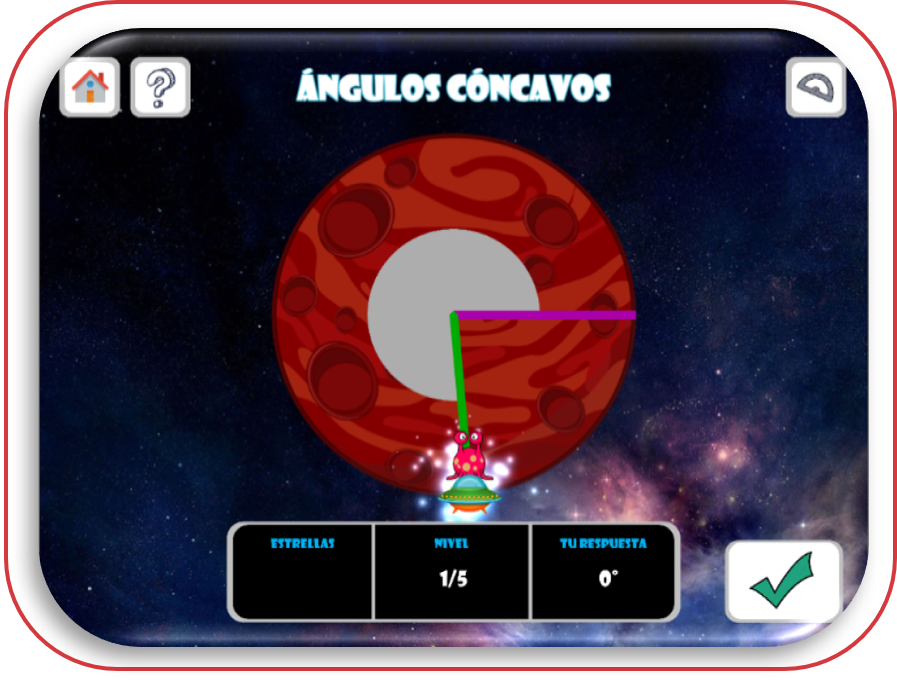 ÁNGULOS CÓNCAVOS
ESTRELLAS
NIVEL
TU RESPUESTA
1/5
0°